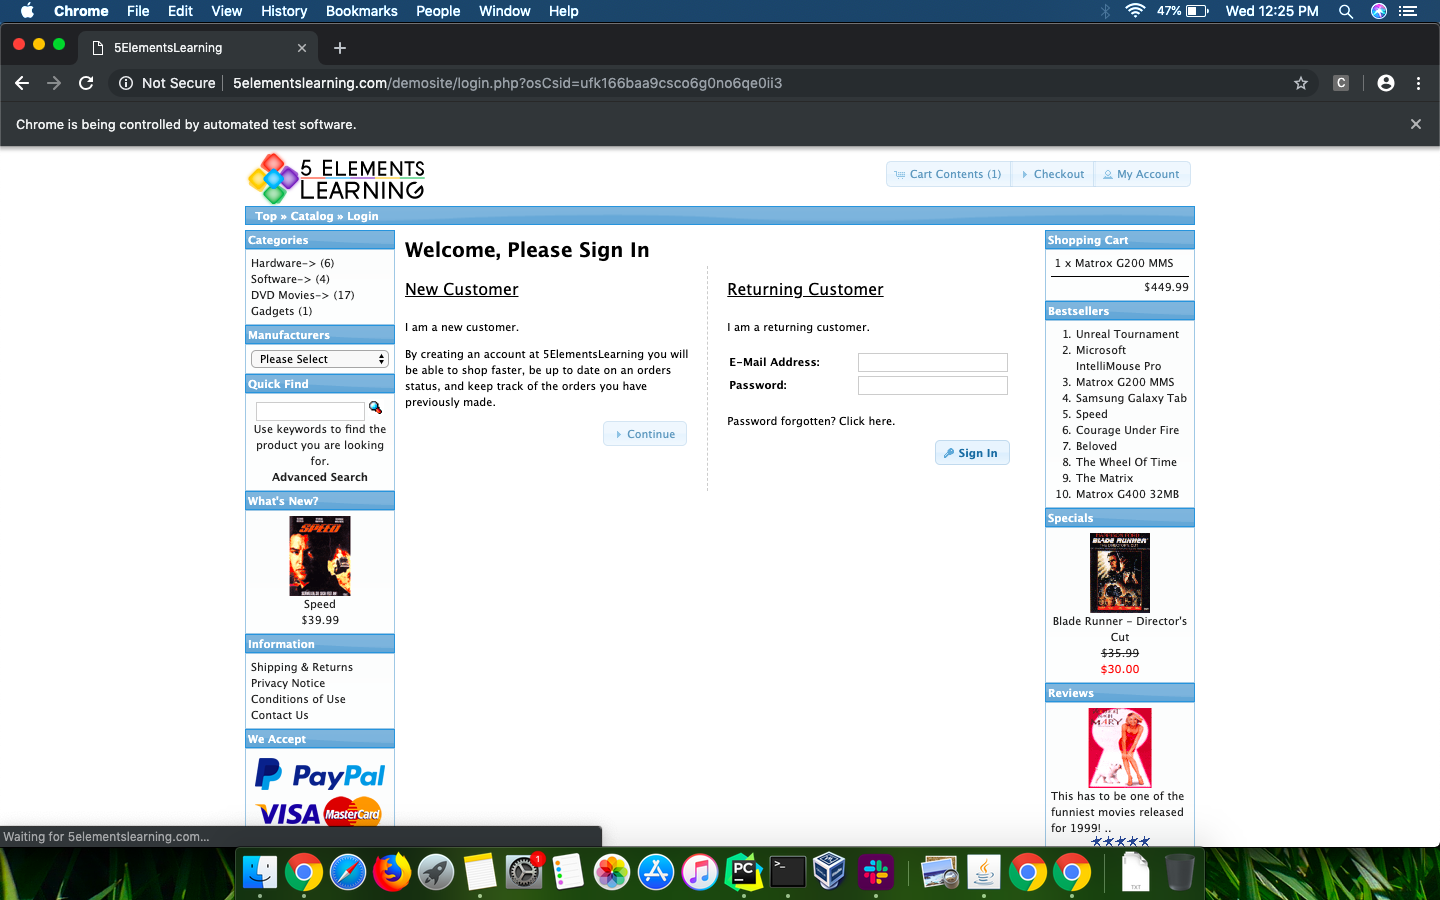 Chrome File Edit View History Bookmarks People Window Help 47% Wed 12:25 PM
5ElementsLearning
Not Secure 5elementslearning.com/demosite/login.php?osCsid=ufk166baa9csco6g0no6qe0ii3 C
Chrome is being controlled by automated test software.
5 ELEMENTS
LEARNING
Cart Contents (1) Checkout My Account
Top » Catalog » Login
Categories
Hardware-> (6)
Software-> (4)
DVD Movies-> (17)
Gadgets (1)
Manufacturers
Please Select
Quick Find
Use keywords to find the
product you are looking
for.
Advanced Search
What's New?
SPEED
Speed
$39.99
Information
Shipping & Returns
Privacy Notice
Conditions of Use
Contact Us
We Accept
PayPal
VISA MasterCard
Welcome, Please Sign In
New Customer
I am a new customer.
By creating an account at 5ElementsLearning you will
be able to shop faster, be up to date on an orders
status, and keep track of the orders you have
previously made.
Continue
Returning Customer
I am a returning customer.
E-Mail Address:
Password:
Password forgotten? Click here.
Sign In
Shopping Cart
1 x Matrox G200 MMS
$449.99
Bestsellers
1. Unreal Tournament
2. Microsoft
IntelliMouse Pro
3. Matrox G200 MMS
4. Samsung Galaxy Tab
5. Speed
6. Courage Under Fire
7. Beloved
8. The Wheel Of Time
9. The Matrix
10. Matrox G400 32MB
Specials
BLADE RUNNER
Blade Runner - Director's
Cut
$35.99
$30.00
Reviews
MARY
This has to be one of the
funniest movies released
for 1999! ..
Waiting for 5elementslearning.com...
1
PC
>_
TXT